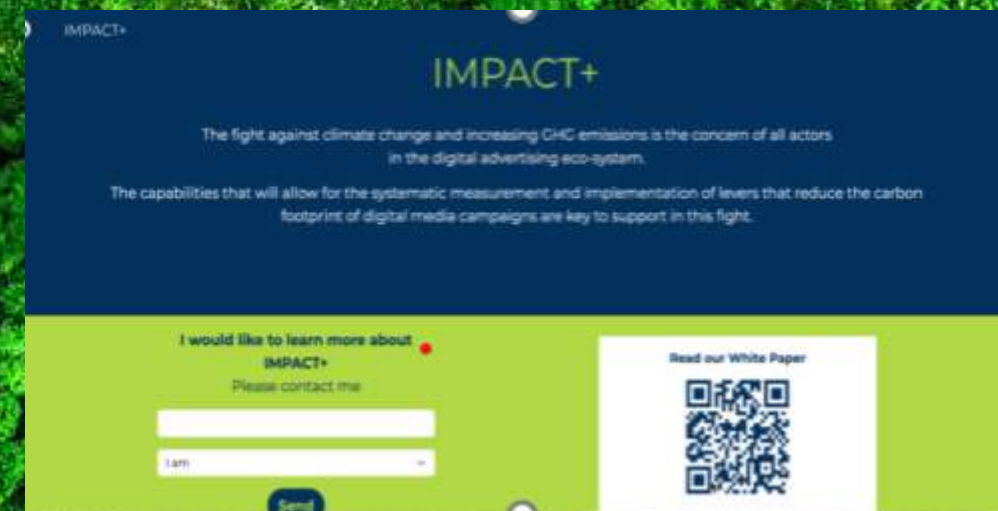 IMPACT+
IMPACT+
The fight against climate change and increasing GHG emissions is the concern of all actors
in the digital advertising eco-system.
The capabilities that will allow for the systematic measurement and implementation of levers that reduce the carbon
footprint of digital media campaigns are key to support in this fight.
I would like to learn more about
IMPACT+
Please contact me
I am
Send
Read our White Paper